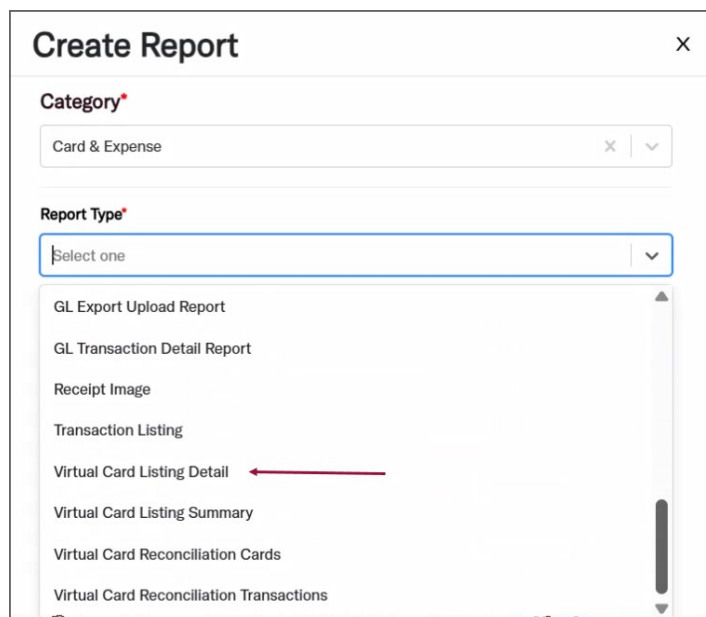 Create Report
Category*
Card & Expense
Report Type*
Select one
GL Export Upload Report
GL Transaction Detail Report
Receipt Image
Transaction Listing
Virtual Card Listing Detail
Virtual Card Listing Summary
Virtual Card Reconciliation Cards
Virtual Card Reconciliation Transactions